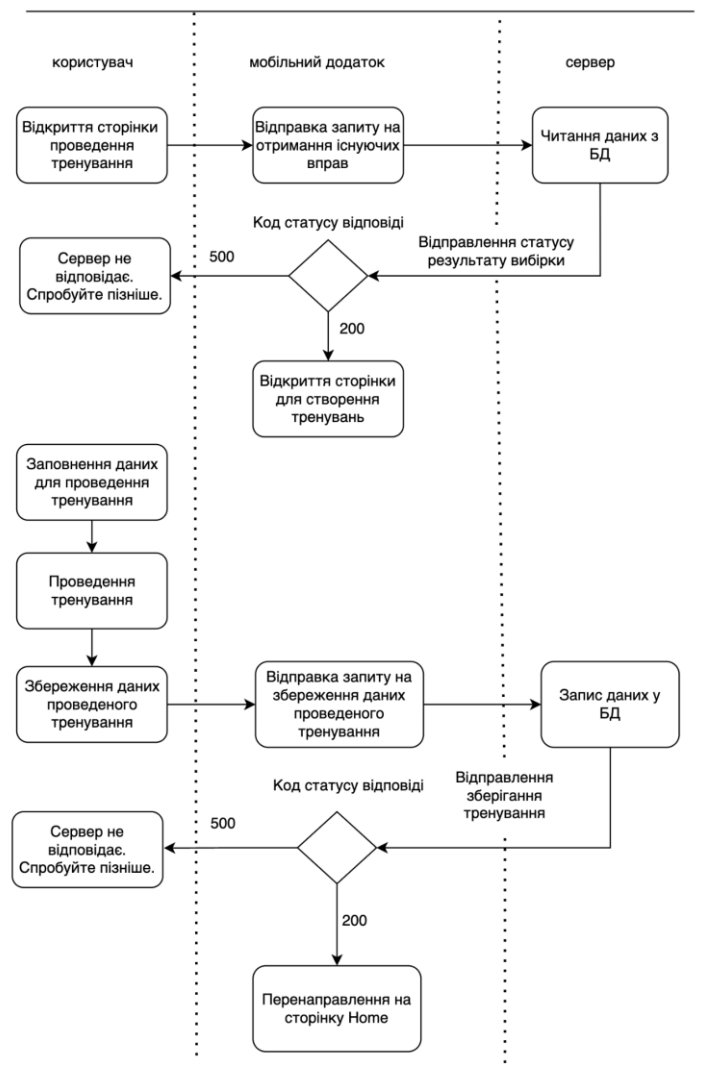 користувач
мобільний додаток
сервер
Відкриття сторінки
проведення
тренування
Відправка запиту на
отримання існуючих
вправ
Читання даних з
БД
Код статусу відповіді
Відправлення статусу
результату вибірки
500
Сервер не
відповідає.
Спробуйте пізніше.
200
Відкриття сторінки
для створення
тренувань
Заповнення даних
для проведення
тренування
Проведення
тренування
Збереження даних
проведеного
тренування
Відправка запиту на
збереження даних
проведеного
тренування
Запис даних у
БД
Код статусу відповіді
Відправлення
зберігання
тренування
500
Сервер не
відповідає.
Спробуйте пізніше.
200
Перенаправлення на
сторінку Home